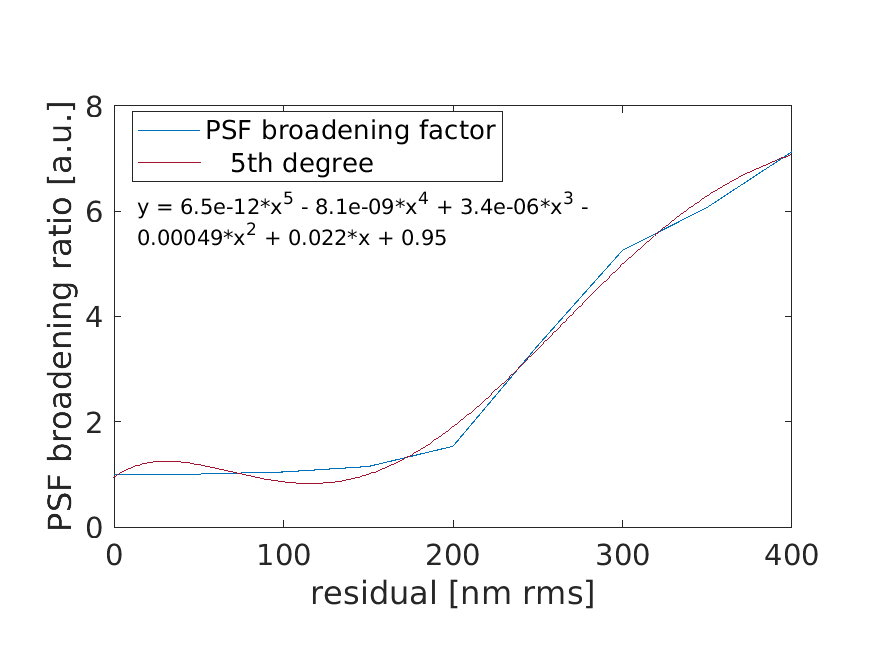 PSF broadening factor
5th degree
y = 6.5e-12*x^5 - 8.1e-09*x^4 + 3.4e-06*x^3 -
0.00049*x^2 + 0.022*x + 0.95
8
6
4
2
0
PSF broadening ratio [a.u.]
0 100 200 300 400
residual [nm rms]